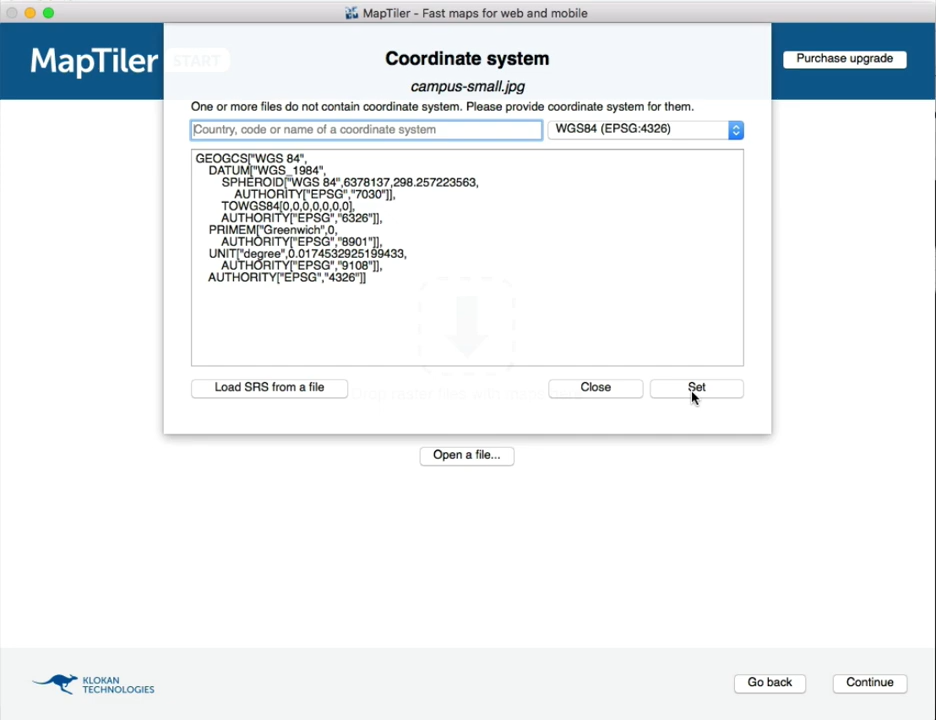 MapTiler - Fast maps for web and mobile
MapTiler START
Purchase upgrade
Coordinate system
campus-small.jpg
One or more files do not contain coordinate system. Please provide coordinate system for them.
Country, code or name of a coordinate system
WGS84 (EPSG:4326)
GEOGCS["WGS 84",
DATUM["WGS_1984",
SPHEROID["WGS 84",6378137,298.257223563,
AUTHORITY["EPSG","7030"]],
TOWGS84[0,0,0,0,0,0,0],
AUTHORITY["EPSG","6326"]],
PRIMEM["Greenwich",0,
AUTHORITY["EPSG","8901"]],
UNIT["degree",0.0174532925199433,
AUTHORITY["EPSG","9108"]],
AUTHORITY["EPSG","4326"]]
Load SRS from a file
Close
Set
Open a file...
KLOKAN
TECHNOLOGIES
Go back
Continue